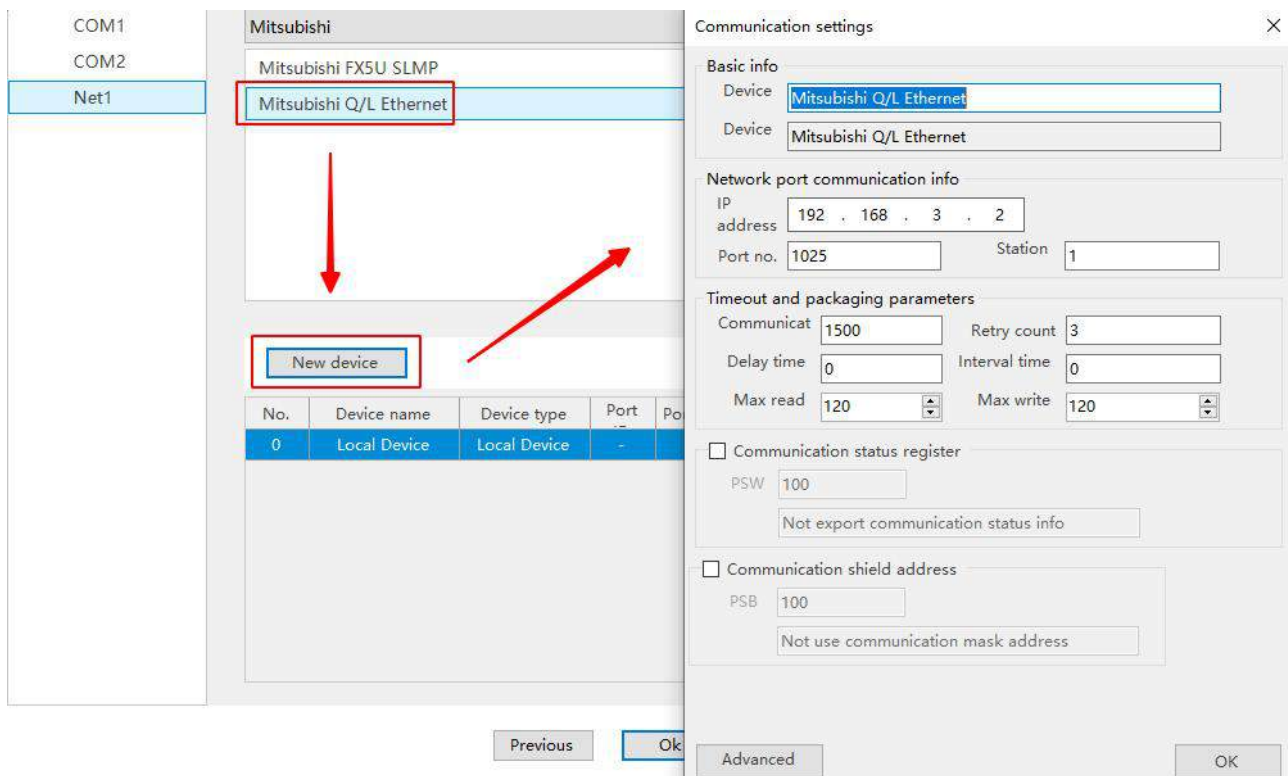 COM1
COM2
Net1
Mitsubishi
Mitsubishi FX5U SLMP
Mitsubishi Q/L Ethernet
New device
No. Device name Device type Port
0 Local Device Local Device -
Previous Ok
Communication settings
Basic info
Device Mitsubishi Q/L Ethernet
Device Mitsubishi Q/L Ethernet
Network port communication info
IP
address 192 . 168 . 3 . 2
Port no. 1025 Station 1
Timeout and packaging parameters
Communicat 1500 Retry count 3
Delay time 0 Interval time 0
Max read 120 Max write 120
Communication status register
PSW 100
Not export communication status info
Communication shield address
PSB 100
Not use communication mask address
Advanced OK